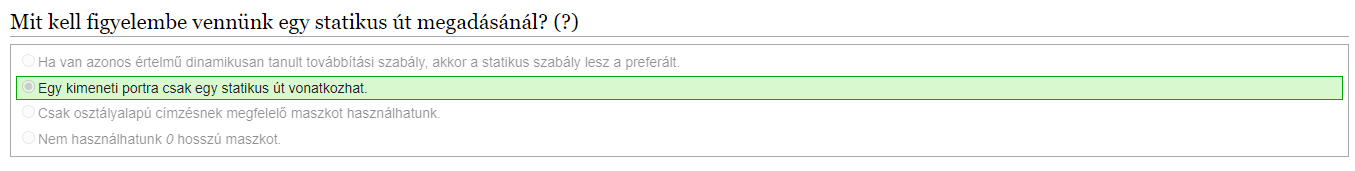 Mit kell figyelembe vennünk egy statikus út megadásánál? (?)
Ha van azonos értelmű dinamikusan tanult továbbítási szabály, akkor a statikus szabály lesz a preferált.
Egy kimeneti portra csak egy statikus út vonatkozhat.
Csak osztályalapú címzésnek megfelelő maszkot használhatunk.
Nem használhatunk 0 hosszú maszkot.